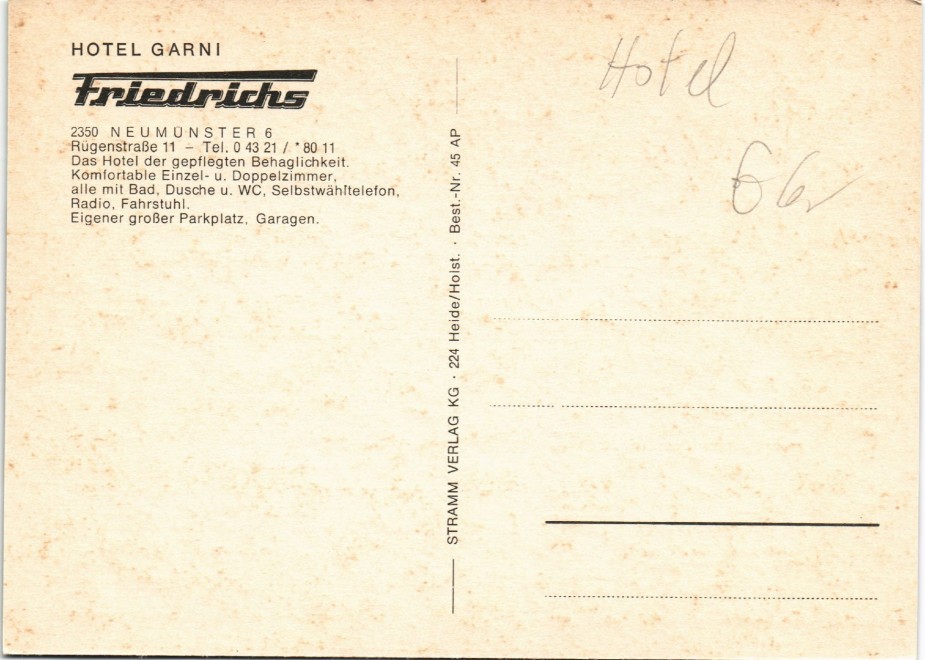 HOTEL GARNI
Friedrichs
2350 NEUMÜNSTER 6
Rügenstraße 11 – Tel. 0 43 21 / *80 11
Das Hotel der gepflegten Behaglichkeit.
Komfortable Einzel- u. Doppelzimmer,
alle mit Bad, Dusche u. WC, Selbstwähltelefon,
Radio, Fahrstuhl.
Eigener großer Parkplatz, Garagen.
STRAMM VERLAG KG · 224 Heide/Holst. · Best.-Nr. 45 AP
Hotel